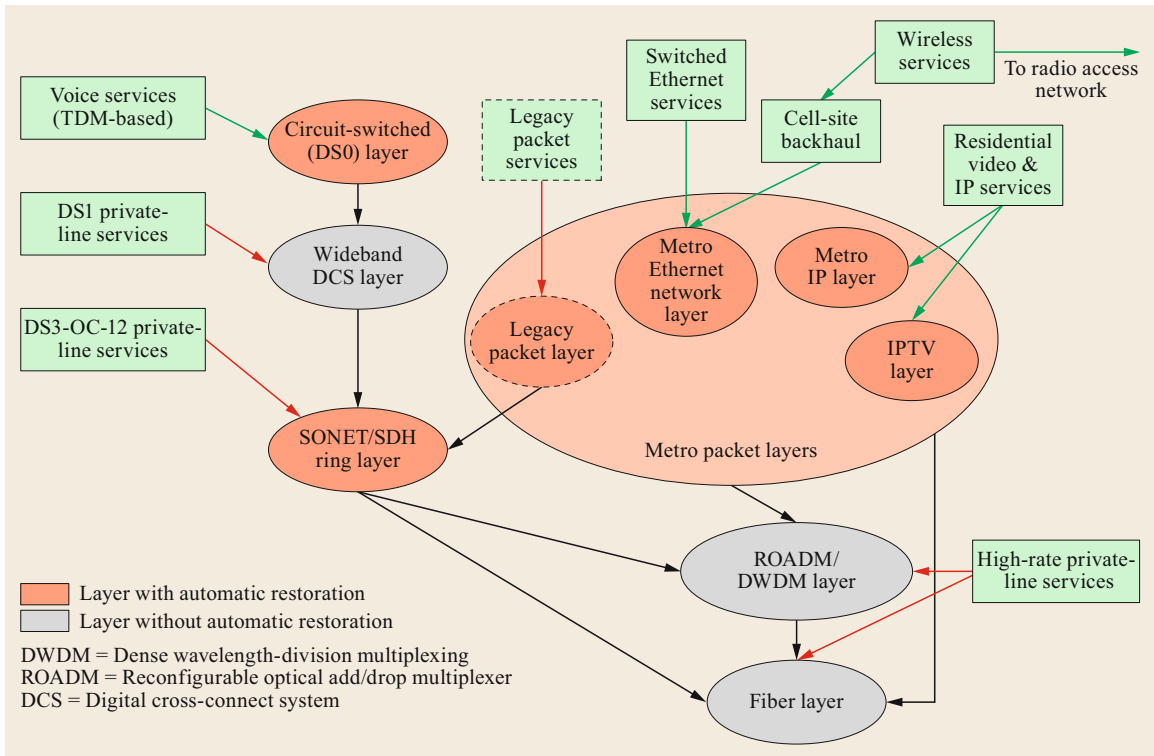 Voice services
(TDM-based)
Circuit-switched
(DS0) layer
Legacy
packet
services
Switched
Ethernet
services
Wireless
services
To radio access
network
Cell-site
backhaul
Residential
video &
IP services
DS1 private-
line services
Wideband
DCS layer
Metro
Ethernet
network
layer
Metro
IP layer
DS3-OC-12 private-
line services
Legacy
packet layer
IPTV
layer
SONET/SDH
ring layer
Metro packet layers
ROADM/
DWDM layer
High-rate private-
line services
Fiber layer
Layer with automatic restoration
Layer without automatic restoration
DWDM = Dense wavelength-division multiplexing
ROADM = Reconfigurable optical add/drop multiplexer
DCS = Digital cross-connect system